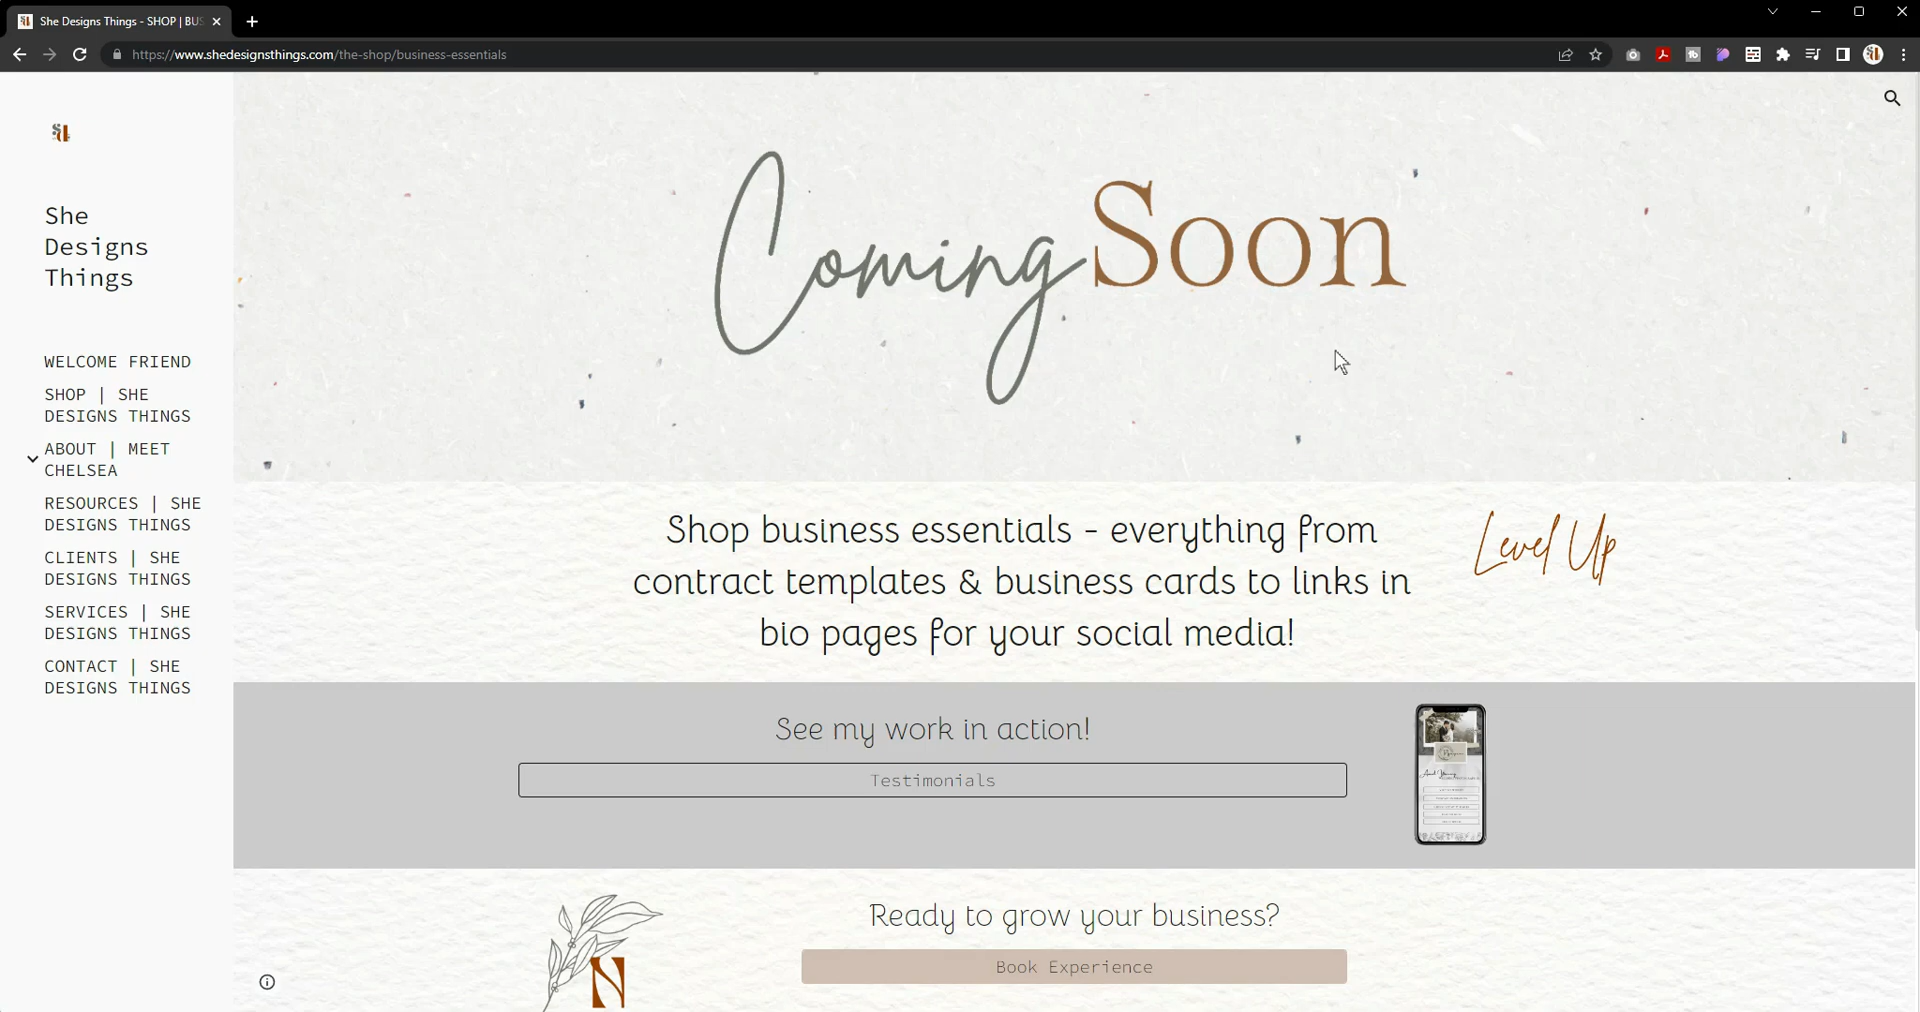 She Designs Things - SHOP | BUS
https://www.shedesignsthings.com/the-shop/business-essentials
She
Designs
Things
WELCOME FRIEND
SHOP | SHE
DESIGNS THINGS
ABOUT | MEET
CHELSEA
RESOURCES | SHE
DESIGNS THINGS
CLIENTS | SHE
DESIGNS THINGS
SERVICES | SHE
DESIGNS THINGS
CONTACT | SHE
DESIGNS THINGS
Coming Soon
Shop business essentials - everything from
contract templates & business cards to links in
bio pages for your social media!
Level Up
See my work in action!
Testimonials
Ready to grow your business?
Book Experience
N